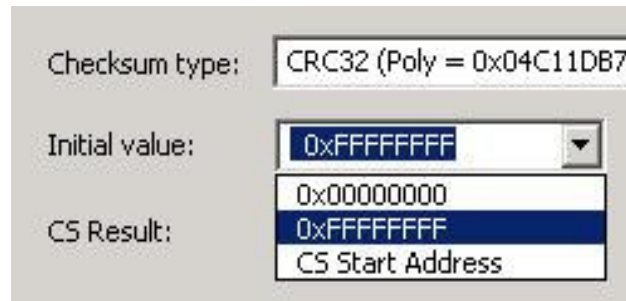 Checksum type: CRC32 (Poly = 0x04C11DB7
Initial value: 0xFFFFFFFF
0x00000000
CS Result: 0xFFFFFFFF
CS Start Address